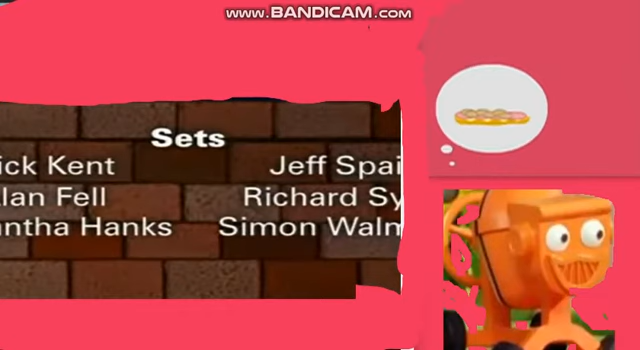 www.BANDICAM.com
Sets
ick Kent Jeff Spai
lan Fell Richard Sy
ntha Hanks Simon Walm